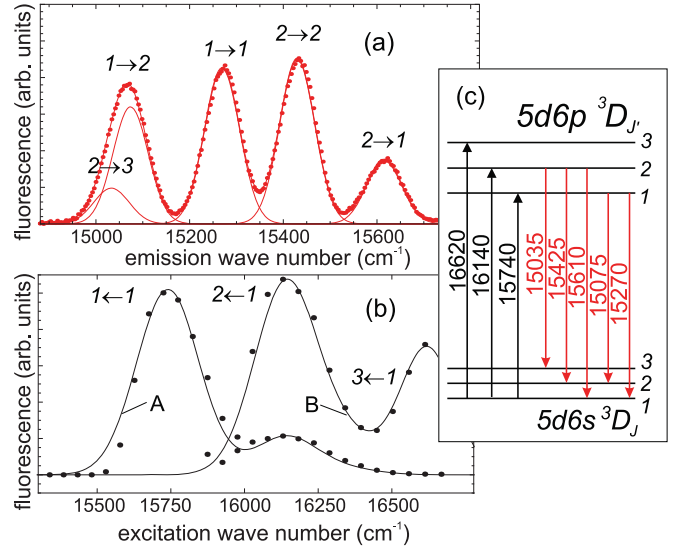 fluorescence (arb. units)
(a)
1→2
1→1
2→2
2→3
2→1
15000 15200 15400 15600
emission wave number (cm⁻¹)
fluorescence (arb. units)
(b)
1←1
2←1
3←1
A
B
15500 15750 16000 16250 16500
excitation wave number (cm⁻¹)
(c)
5d6p ³D_J'
3
2
1
16620
16140
15740
15035
15425
15610
15075
15270
3
2
1
5d6s ³D_J